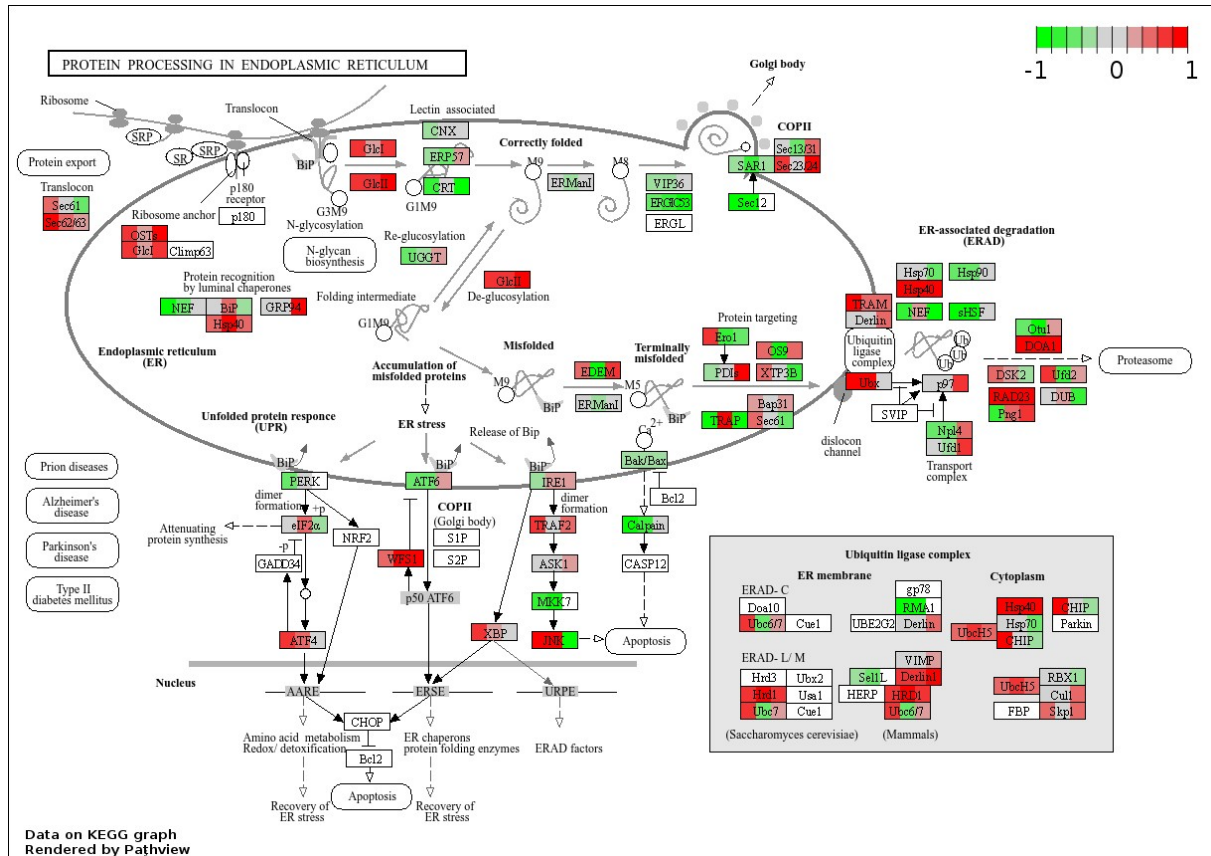 PROTEIN PROCESSING IN ENDOPLASMIC RETICULUM
-1 0 1
Golgi body
Ribosome
Translocon
Lectin associated
COPII
SRP
SR
SRP
BiP
GlcI
GlcII
CNX
ERP57
CRT
G1M9
Correctly folded
M9
M8
ERManI
VIP36
ERGIC53
ERGL
SAR1
Sec13/31
Sec23/24
Sec12
Protein export
Translocon
Sec61
Sec62/63
p180
receptor
p180
Ribosome anchor
OSTs
GlcI
Climp63
G3M9
N-glycosylation
N-glycan
biosynthesis
Re-glucosylation
UGGT
GlcII
De-glucosylation
ER-associated degradation
(ERAD)
Hsp70
Hsp90
Hsp40
NEF
sHSF
TRAM
Derlin
Ubiquitin
ligase
complex
Ub
Ub
Ub
Otu1
DOA1
Proteasome
Protein recognition
by luminal chaperones
NEF
BiP
GRP94
Hsp40
Folding intermediate
G1M9
Endoplasmic reticulum
(ER)
Accumulation of
misfolded proteins
Misfolded
M9
BiP
EDEM
ERManI
Terminally
misfolded
M5
BiP
Protein targeting
Ero1
PDIs
OS9
XTP3B
Bap31
TRAP
Sec61
Ubx
p97
SVIP
DSK2
Ufd2
RAD23
DUB
Png1
dislocon
channel
Npl4
Ufd1
Transport
complex
Unfolded protein responce
(UPR)
ER stress
Release of Bip
Ca2+
BiP
BiP
BiP
PERK
ATF6
IRE1
Bak/Bax
Bcl2
Prion diseases
Alzheimer's
disease
Parkinson's
disease
Type II
diabetes mellitus
dimer
formation
+p
eIF2α
Attenuating
protein synthesis
-p
GADD34
NRF2
ATF4
COPII
(Golgi body)
S1P
S2P
WFS1
p50 ATF6
dimer
formation
TRAF2
ASK1
MKK7
JNK
XBP
Calpain
CASP12
Apoptosis
Nucleus
AARE
ERSE
URPE
CHOP
Bcl2
Apoptosis
Amino acid metabolism
Redox/ detoxification
ER chaperons
protein folding enzymes
ERAD factors
Recovery of
ER stress
Recovery of
ER stress
Ubiquitin ligase complex
ER membrane
Cytoplasm
ERAD- C
Doa10
Ubc6/7
Cue1
gp78
RMA1
UBE2G2
Derlin
Hsp40
Hsp70
UbcH5
CHIP
CHIP
Parkin
ERAD- L/ M
Hrd3
Ubx2
Hrd1
Usa1
Ubc7
Cue1
VIMP
Sel1L
Derlin1
HERP
HRD1
Ubc6/7
RBX1
UbcH5
Cul1
FBP
Skp1
(Saccharomyces cerevisiae)
(Mammals)
Data on KEGG graph
Rendered by Pathview